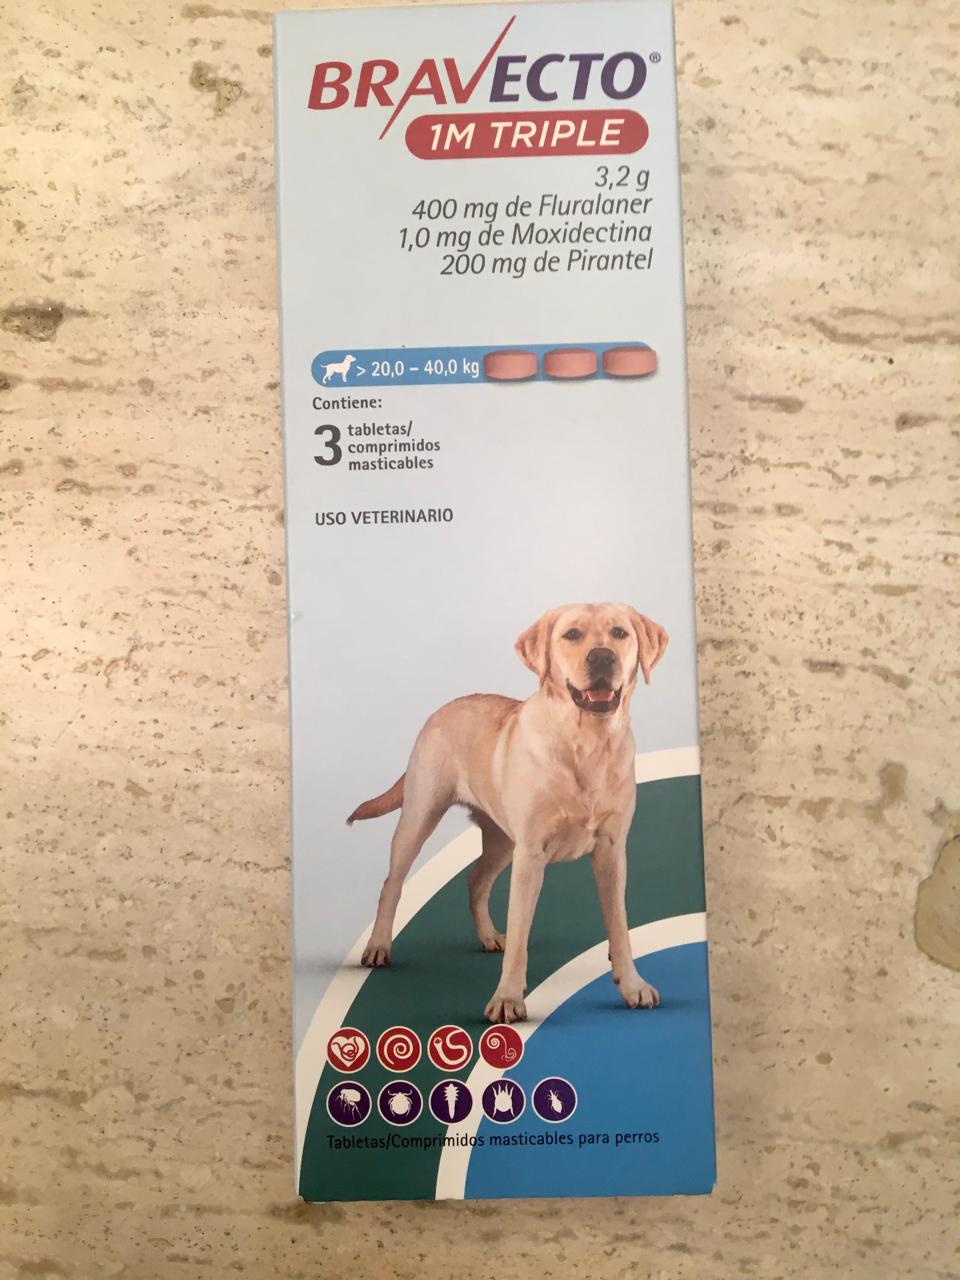 BRAVECTO®
1M TRIPLE
3,2 g
400 mg de Fluralaner
1,0 mg de Moxidectina
200 mg de Pirantel
> 20,0 – 40,0 kg
Contiene:
3 tabletas/
comprimidos
masticables
USO VETERINARIO
Tabletas/Comprimidos masticables para perros